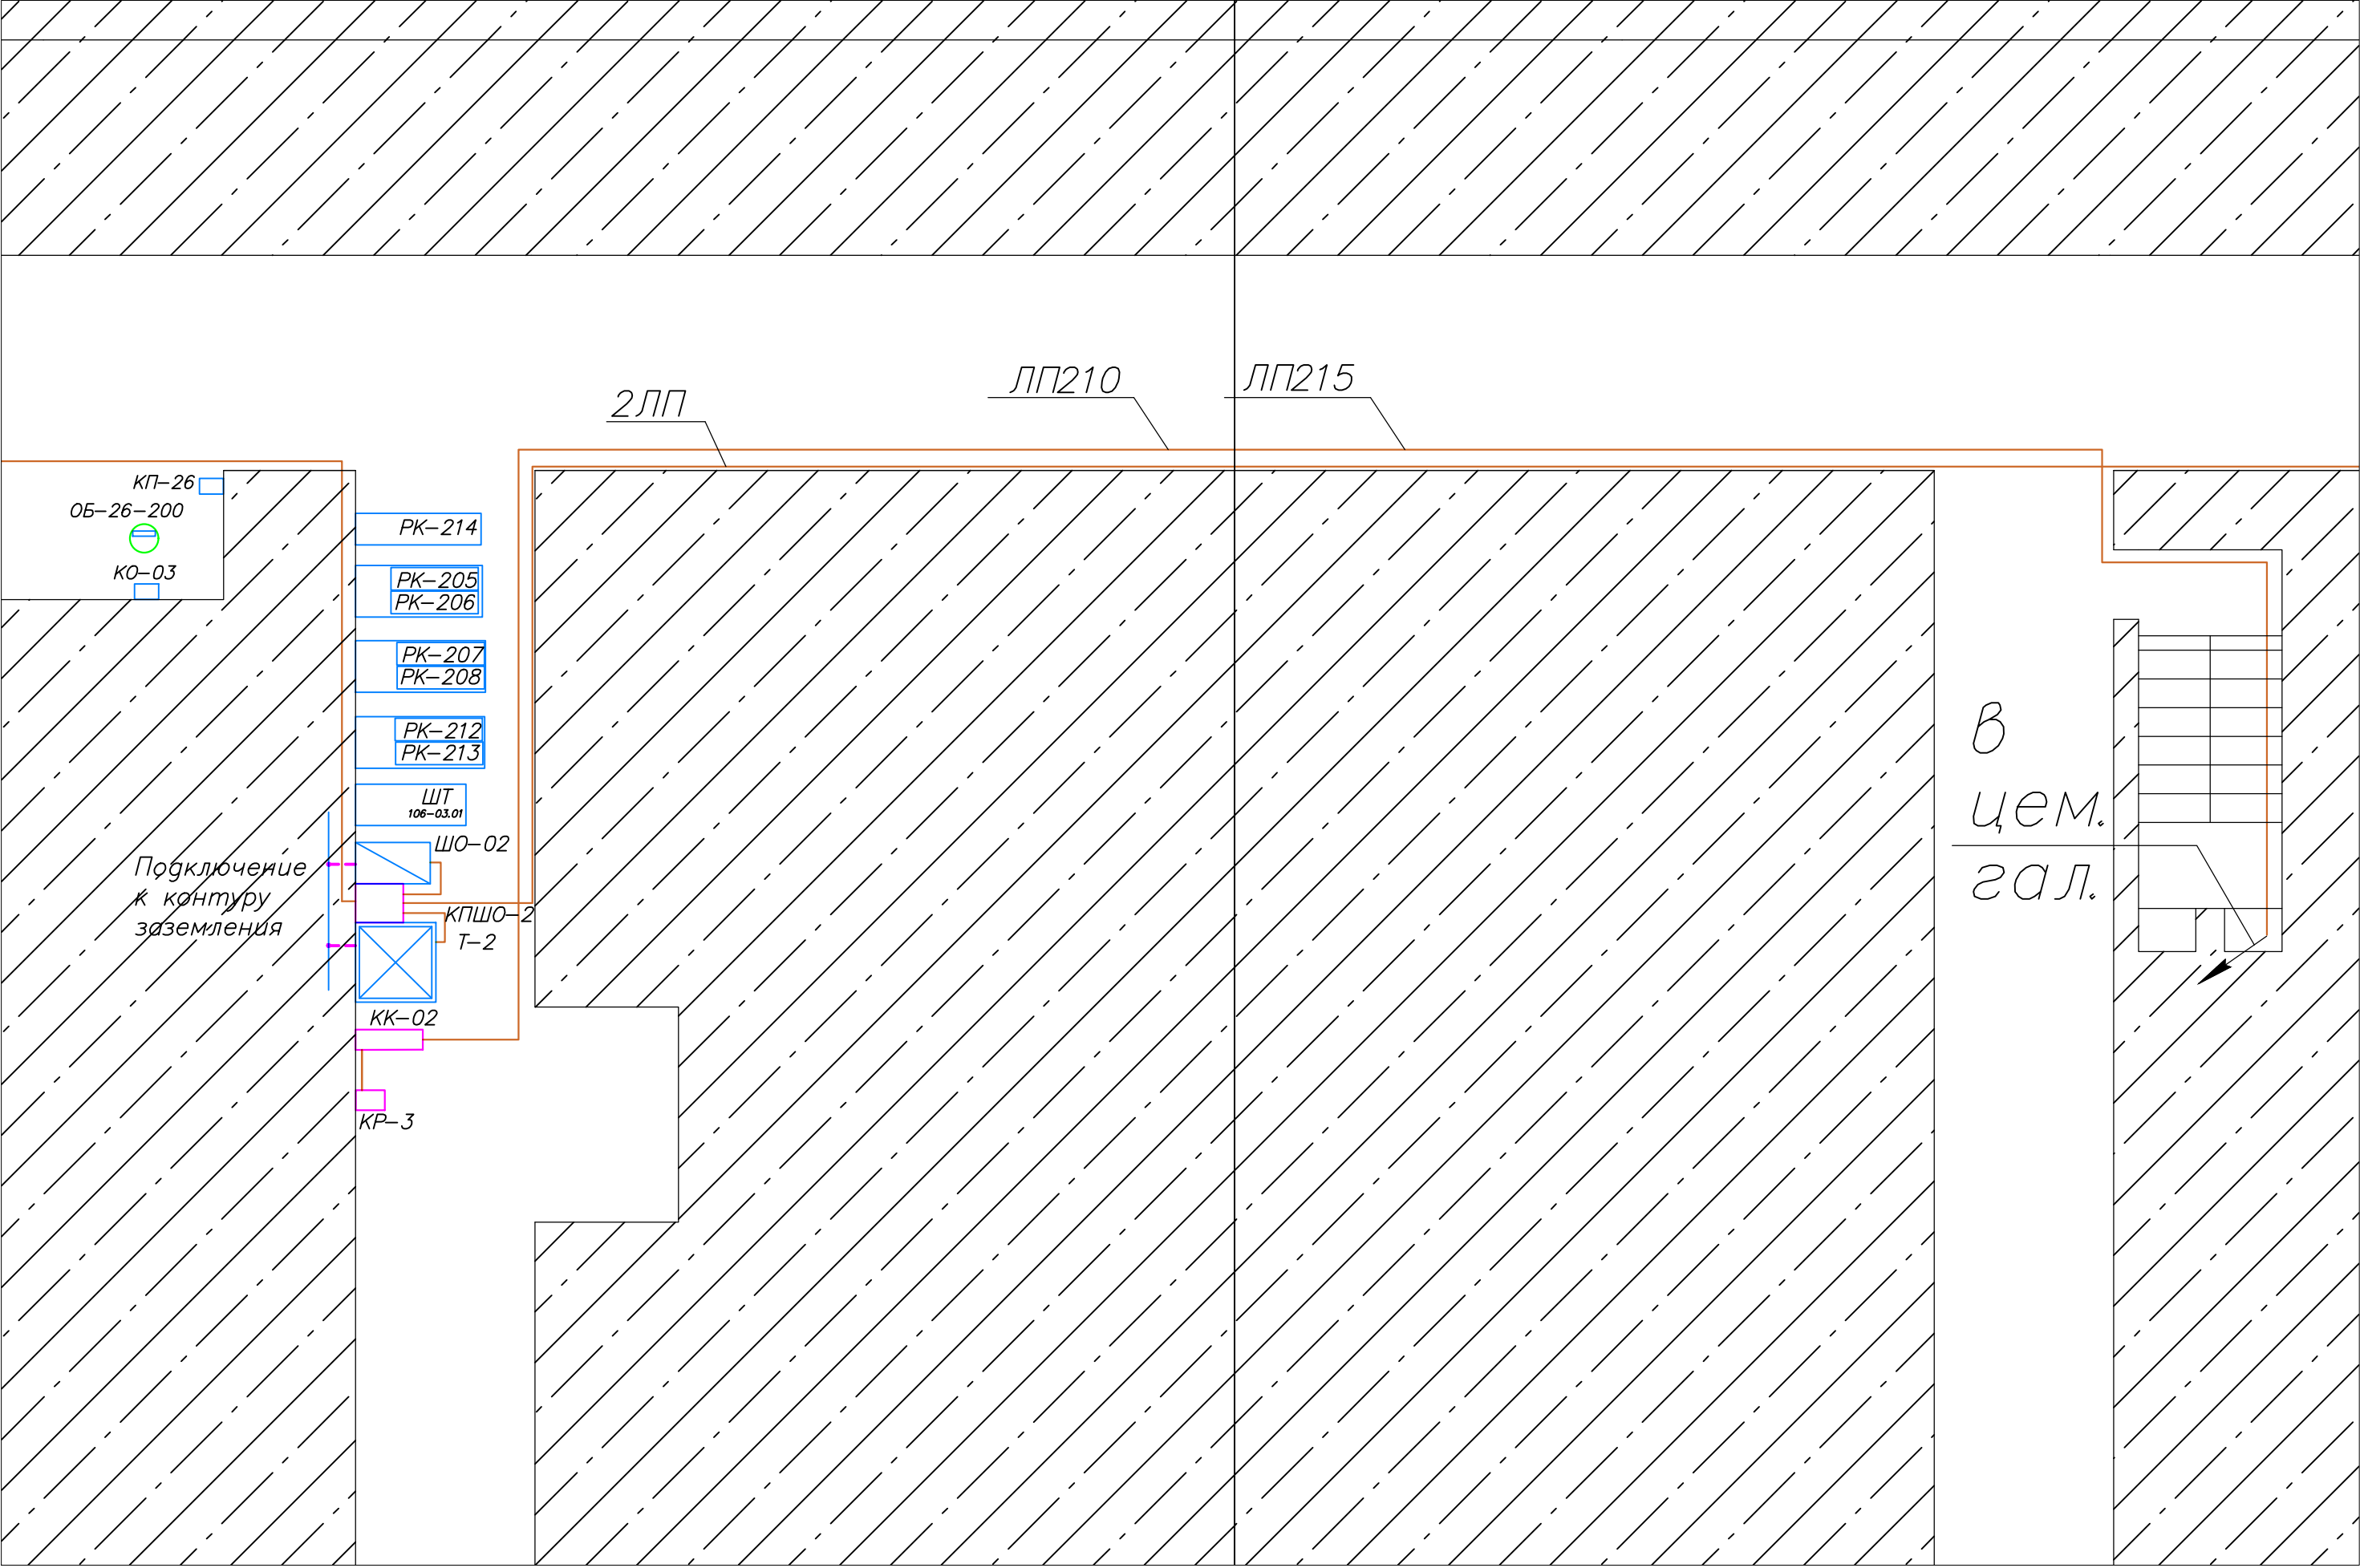 ЛП210
ЛП215
2ЛП
КП-26
ОБ-26-200
КО-03
РК-214
РК-205
РК-206
РК-207
РК-208
РК-212
РК-213
ШТ
106-03.01
ШО-02
Подключение
к контуру
заземления
КПШО-2
Т-2
КК-02
КР-3
В
цем.
гал.